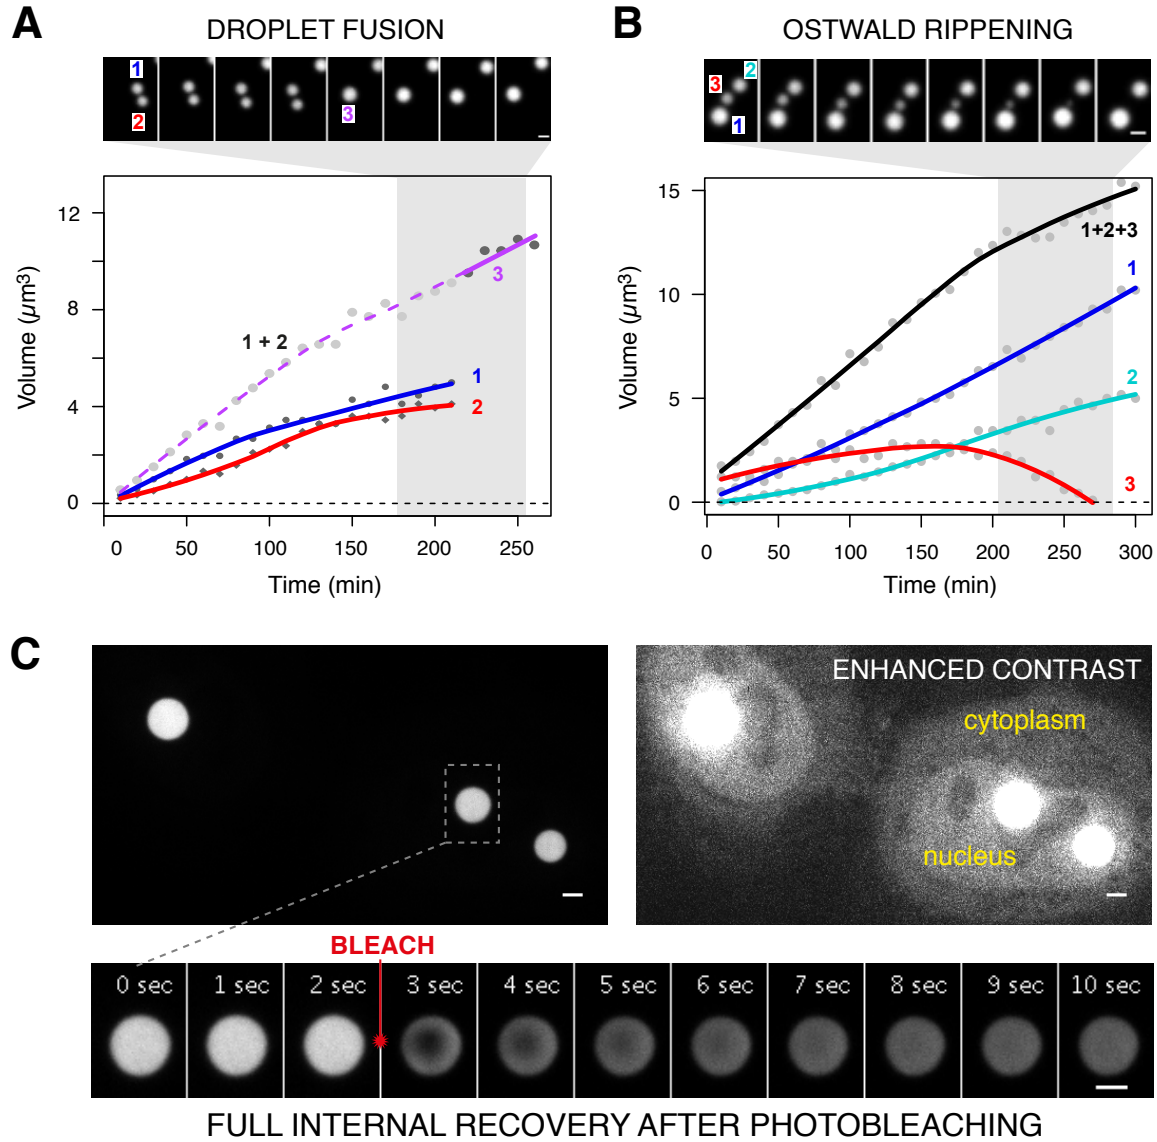 A
DROPLET FUSION
1
2
3
Volume (µm³)
12
8
4
0
1 + 2
3
1
2
0 50 100 150 200 250
Time (min)
B
OSTWALD RIPPENING
3
2
1
Volume (µm³)
15
10
5
0
1+2+3
1
2
3
0 50 100 150 200 250 300
Time (min)
C
ENHANCED CONTRAST
cytoplasm
nucleus
BLEACH
0 sec 1 sec 2 sec 3 sec 4 sec 5 sec 6 sec 7 sec 8 sec 9 sec 10 sec
FULL INTERNAL RECOVERY AFTER PHOTOBLEACHING